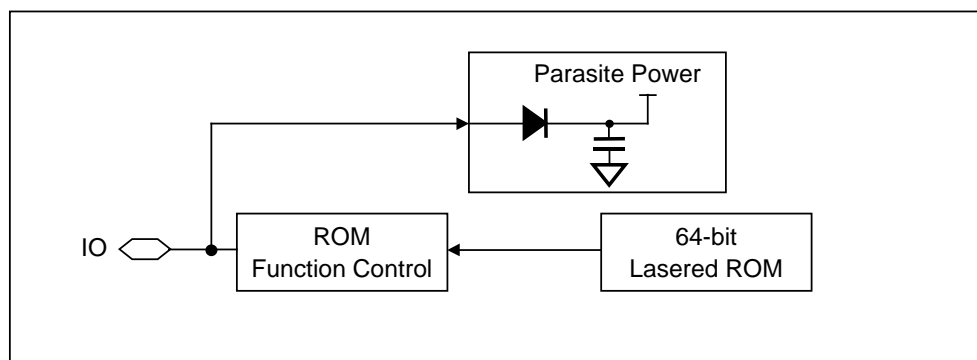 Parasite Power
IO
ROM
Function Control
64-bit
Lasered ROM